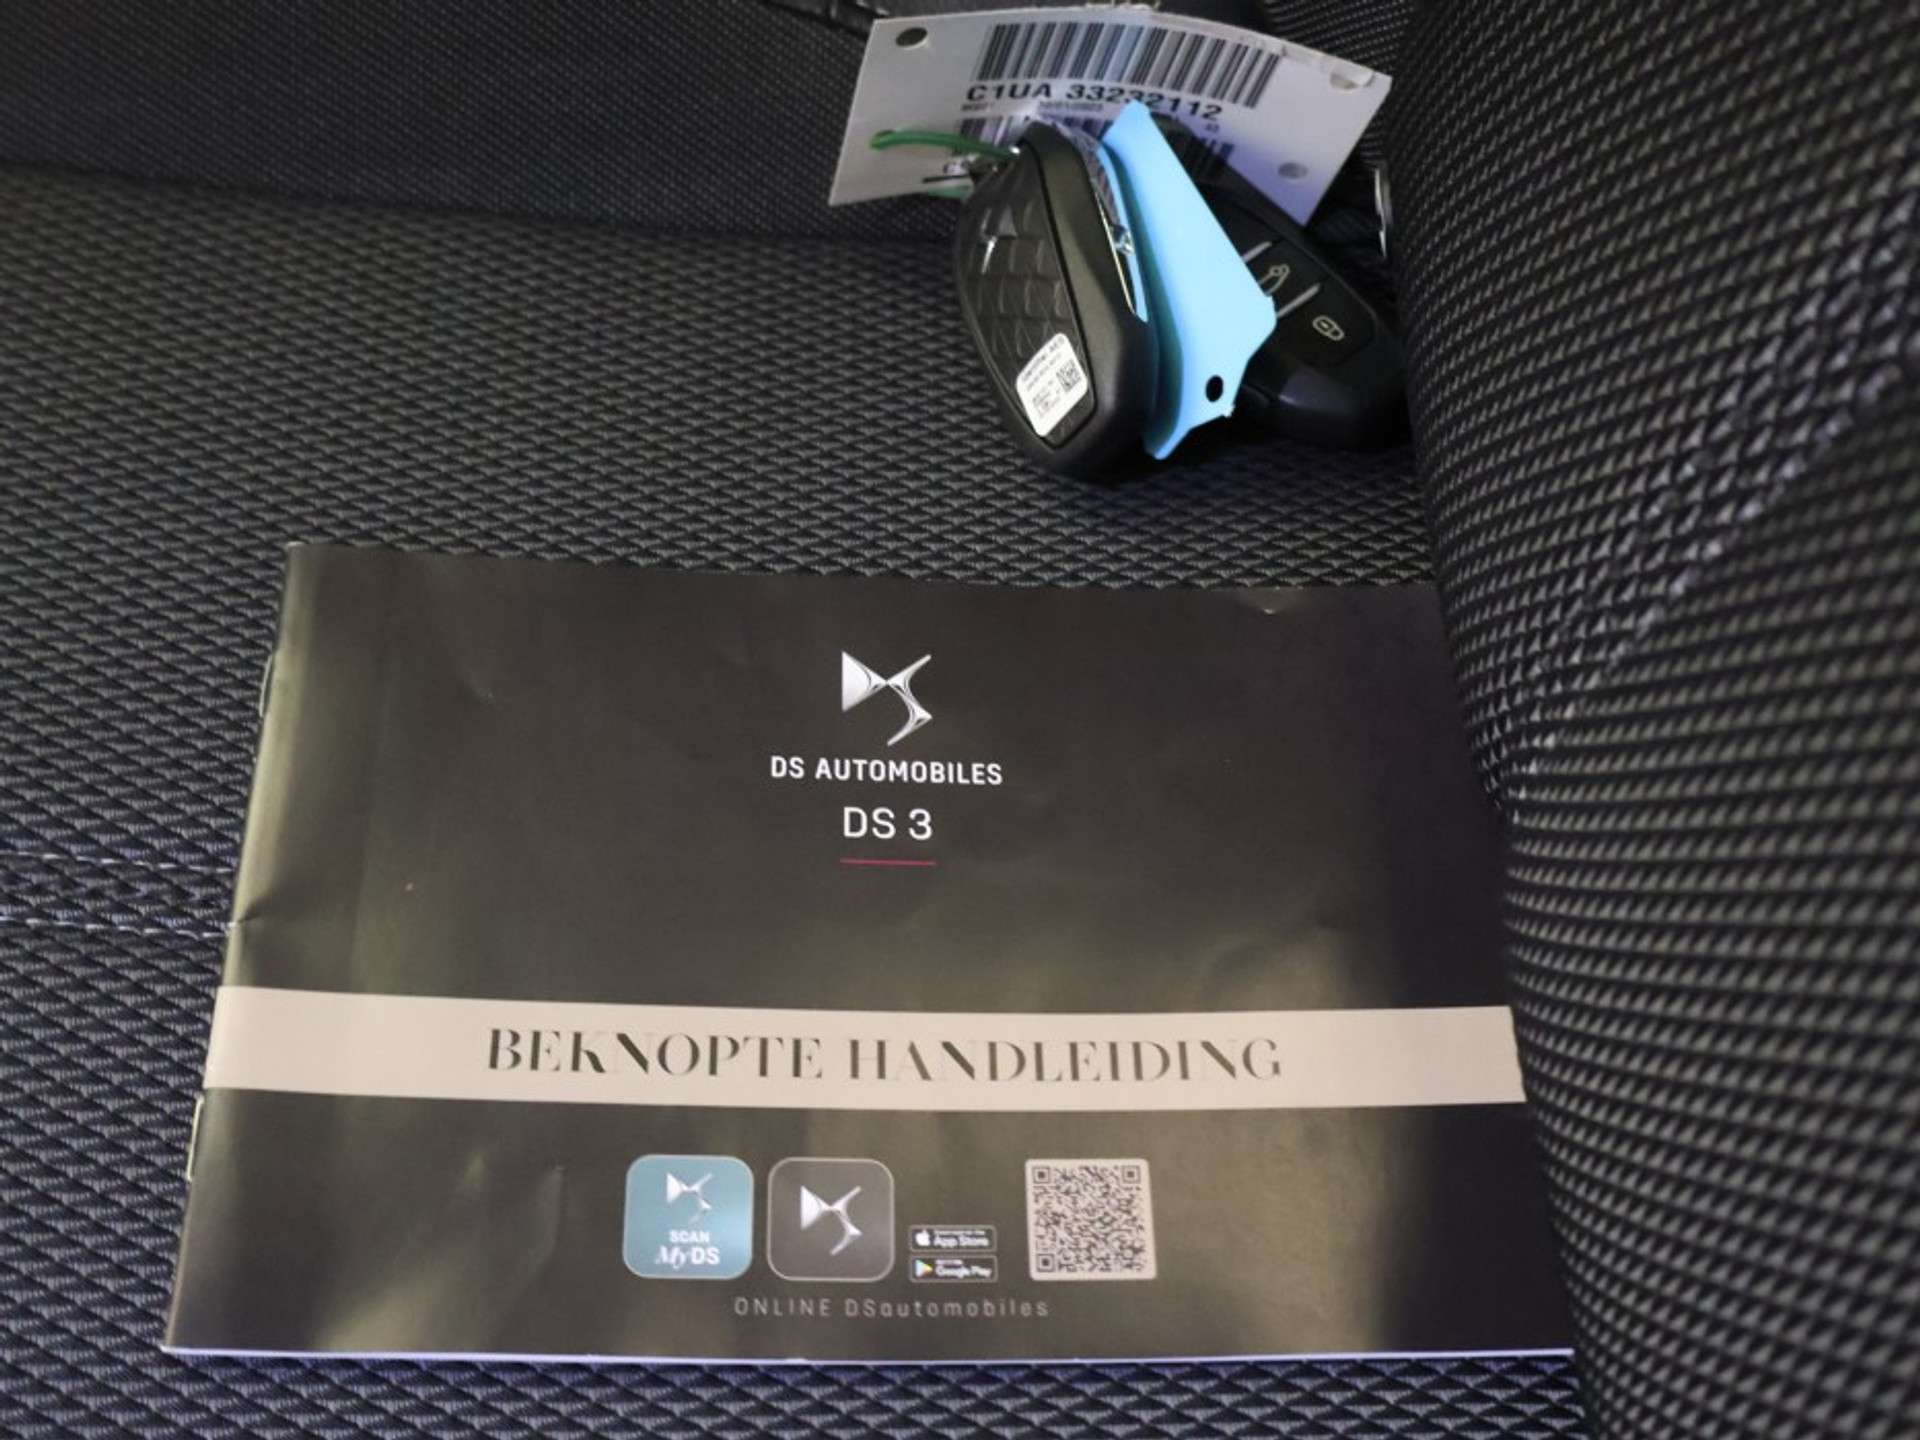 C1UA 33232112
DS AUTOMOBILES
DS 3
BEKNOPTE HANDLEIDING
SCAN
MyDS
App Store
Google Play
ONLINE DSautomobiles